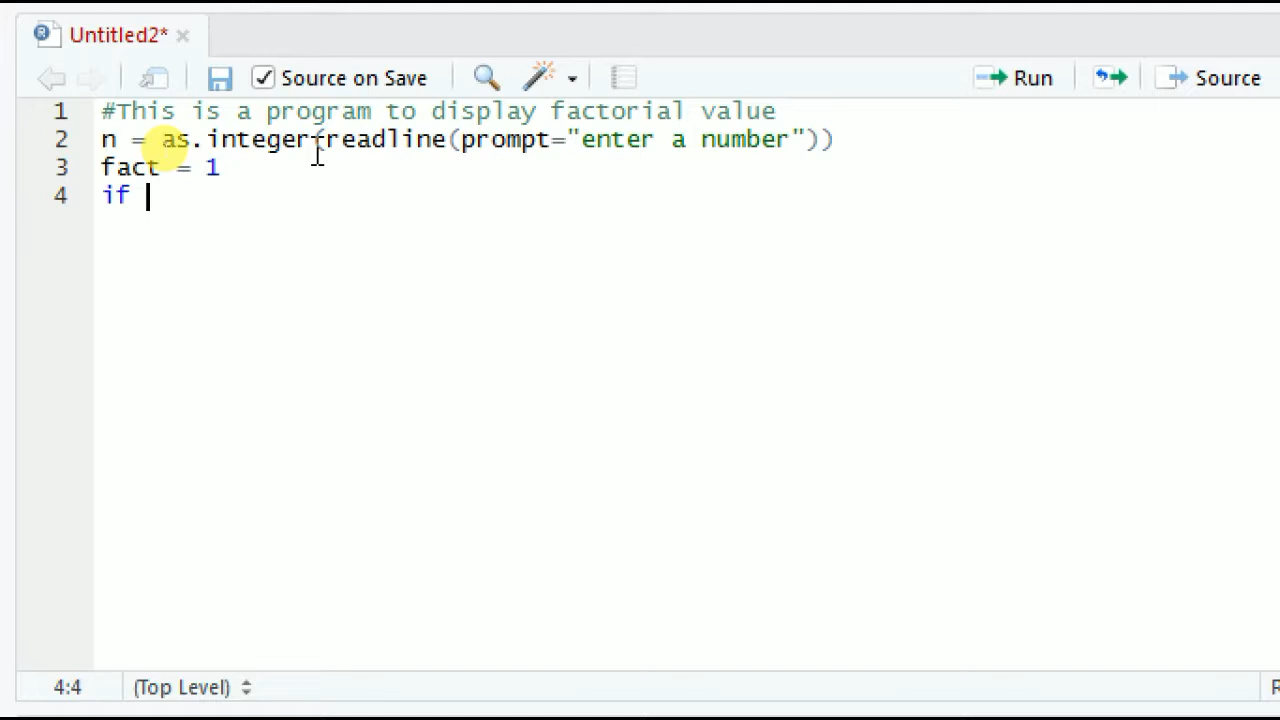 Untitled2*
Source on Save
Run
Source
1 #This is a program to display factorial value
2 n = as.integer(readline(prompt="enter a number"))
3 fact = 1
4 if
4:4 (Top Level)
R